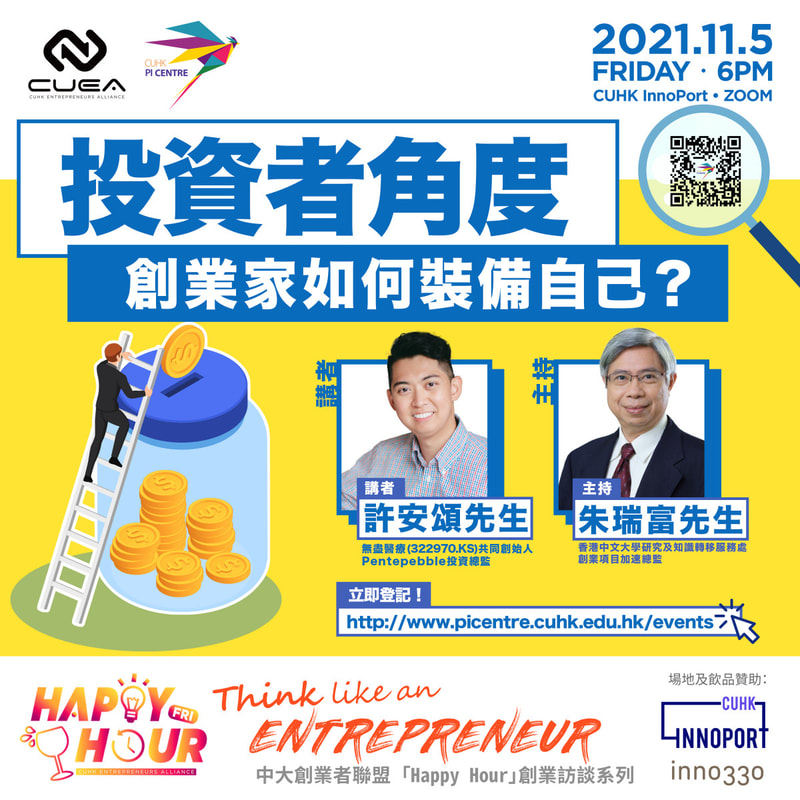 CUEA
CUHK ENTREPRENEURS ALLIANCE
CUHK
PI CENTRE
2021.11.5
FRIDAY · 6PM
CUHK InnoPort • ZOOM
投資者角度
創業家如何裝備自己？
講者
講者
許安頌先生
無盡醫療(322970.KS)共同創始人
Pentepebble投資總監
主持
主持
朱瑞富先生
香港中文大學研究及知識轉移服務處
創業項目加速總監
立即登記！
http://www.picentre.cuhk.edu.hk/events
HAPPY
FRI
HOUR
CUHK ENTREPRENEURS ALLIANCE
Think like an
ENTREPRENEUR
中大創業者聯盟「Happy Hour」創業訪談系列
場地及飲品贊助：
CUHK
INNOPORT
inno330